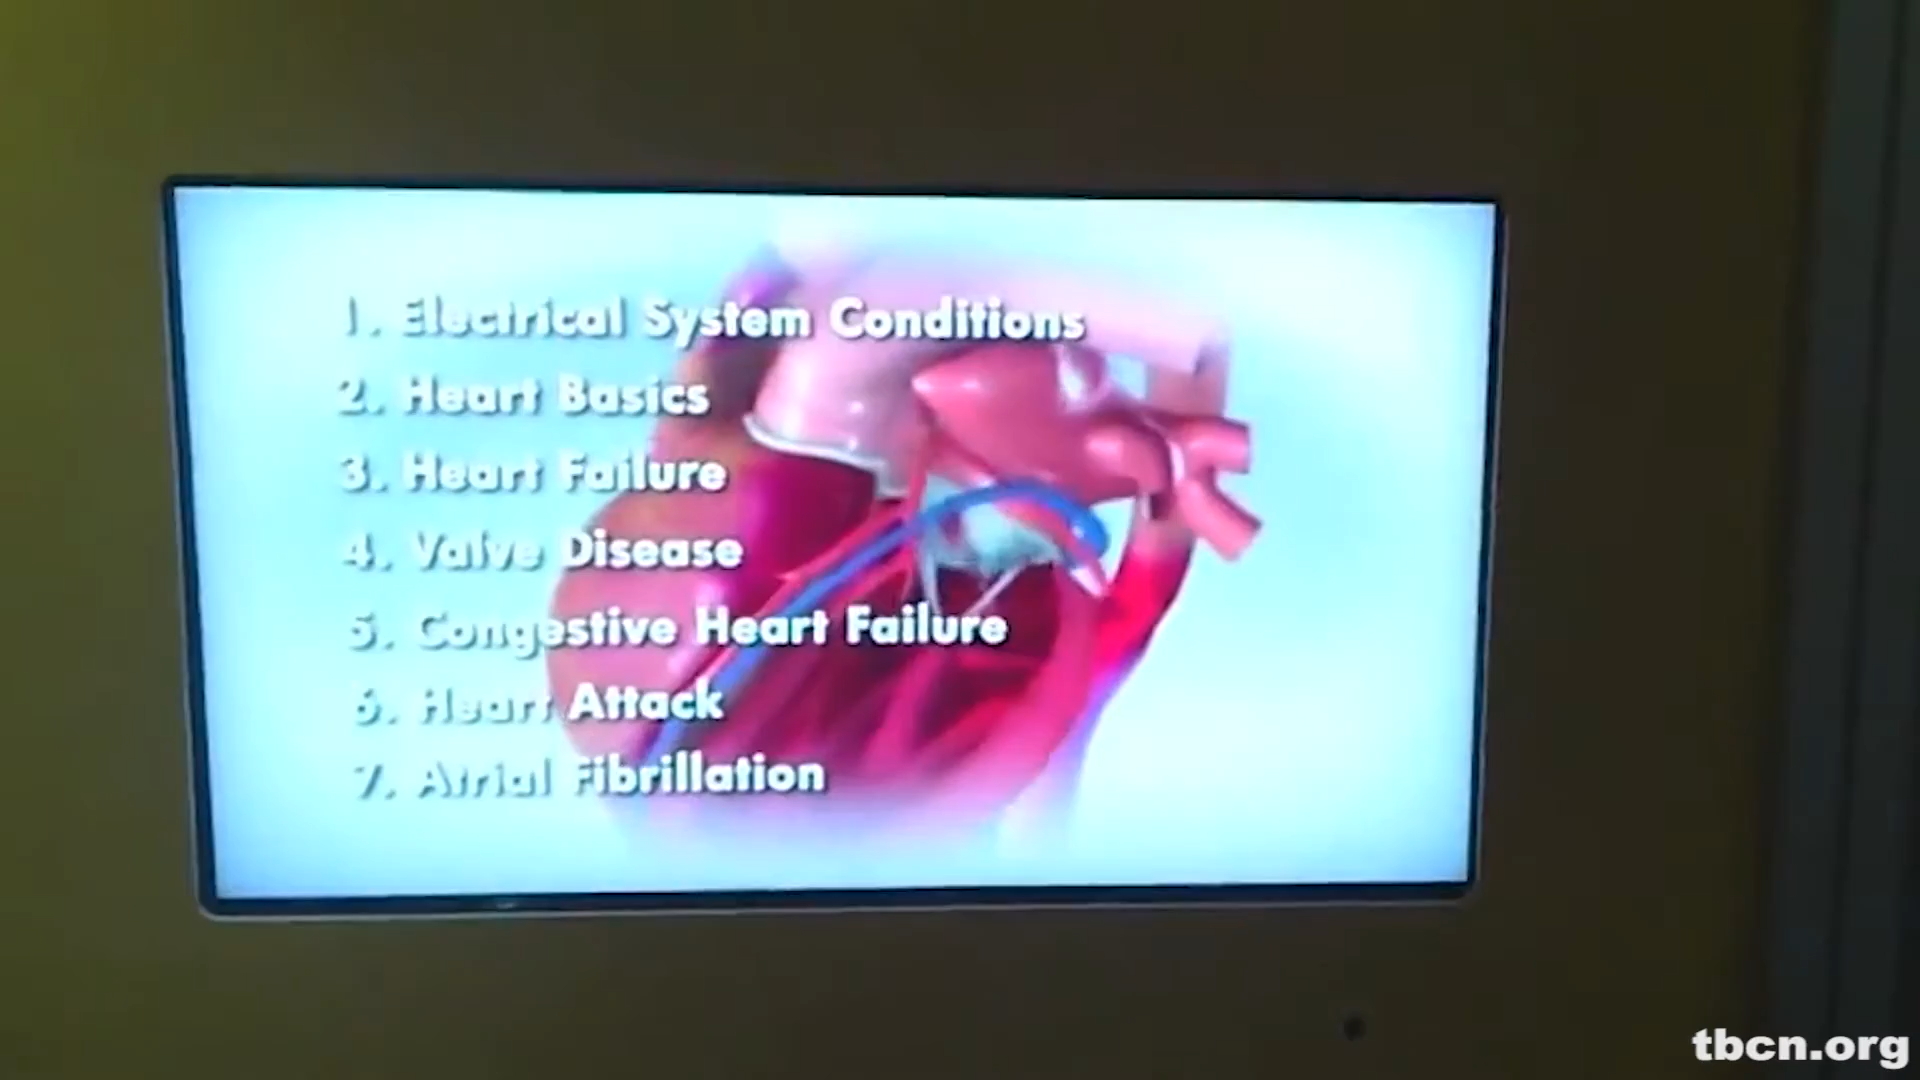 1. Electrical System Conditions
2. Heart Basics
3. Heart Failure
4. Valve Disease
5. Congestive Heart Failure
6. Heart Attack
7. Atrial Fibrillation
tbcn.org